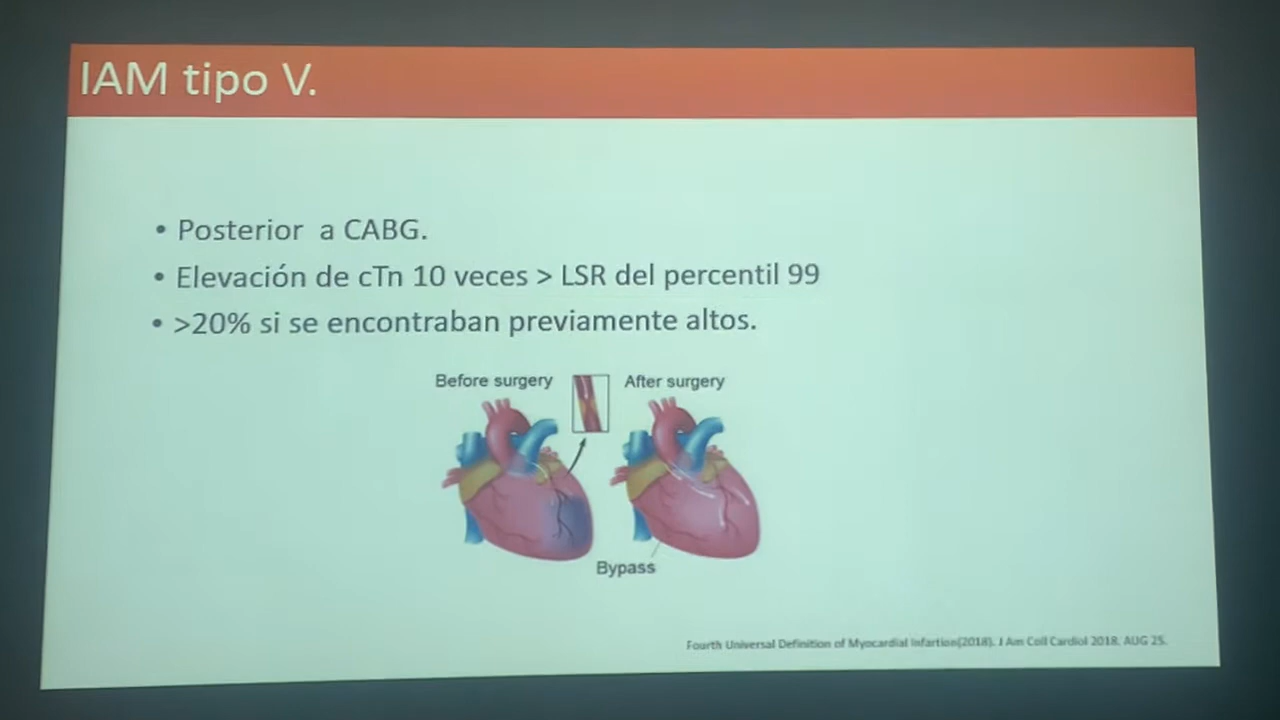 IAM tipo V.
• Posterior a CABG.
• Elevación de cTn 10 veces > LSR del percentil 99
• >20% si se encontraban previamente altos.
Before surgery
After surgery
Bypass
Fourth Universal Definition of Myocardial Infartion(2018). J Am Coll Cardiol 2018. AUG 25.